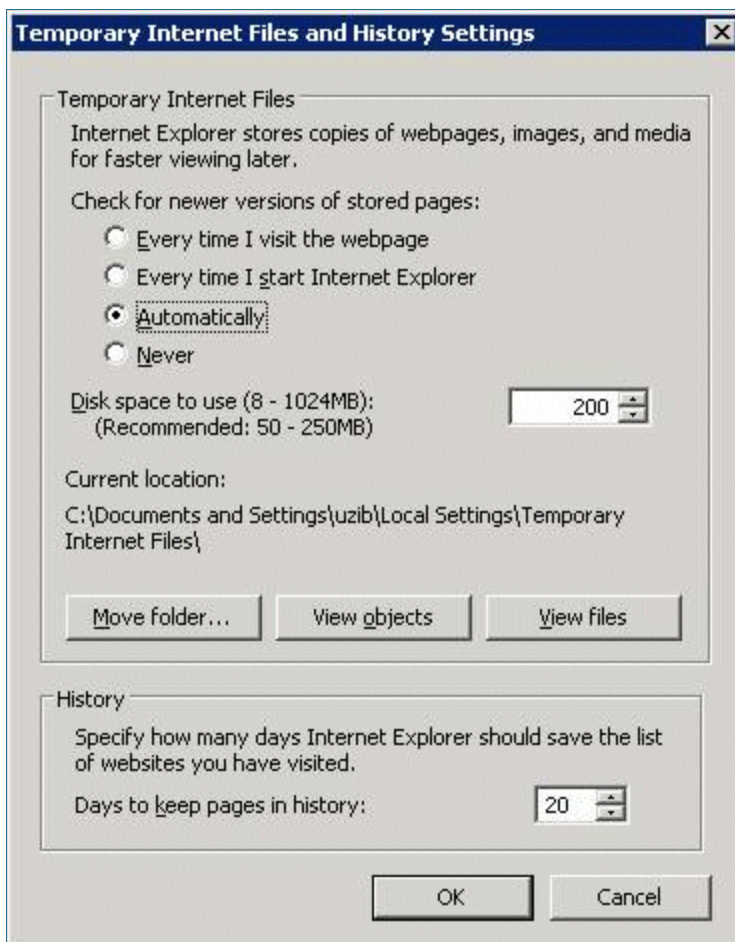 Temporary Internet Files and History Settings
Temporary Internet Files
Internet Explorer stores copies of webpages, images, and media
for faster viewing later.
Check for newer versions of stored pages:
Every time I visit the webpage
Every time I start Internet Explorer
Automatically
Never
Disk space to use (8 - 1024MB): 200
(Recommended: 50 - 250MB)
Current location:
C:\Documents and Settings\uzib\Local Settings\Temporary
Internet Files\
Move folder... View objects View files
History
Specify how many days Internet Explorer should save the list
of websites you have visited.
Days to keep pages in history: 20
OK Cancel